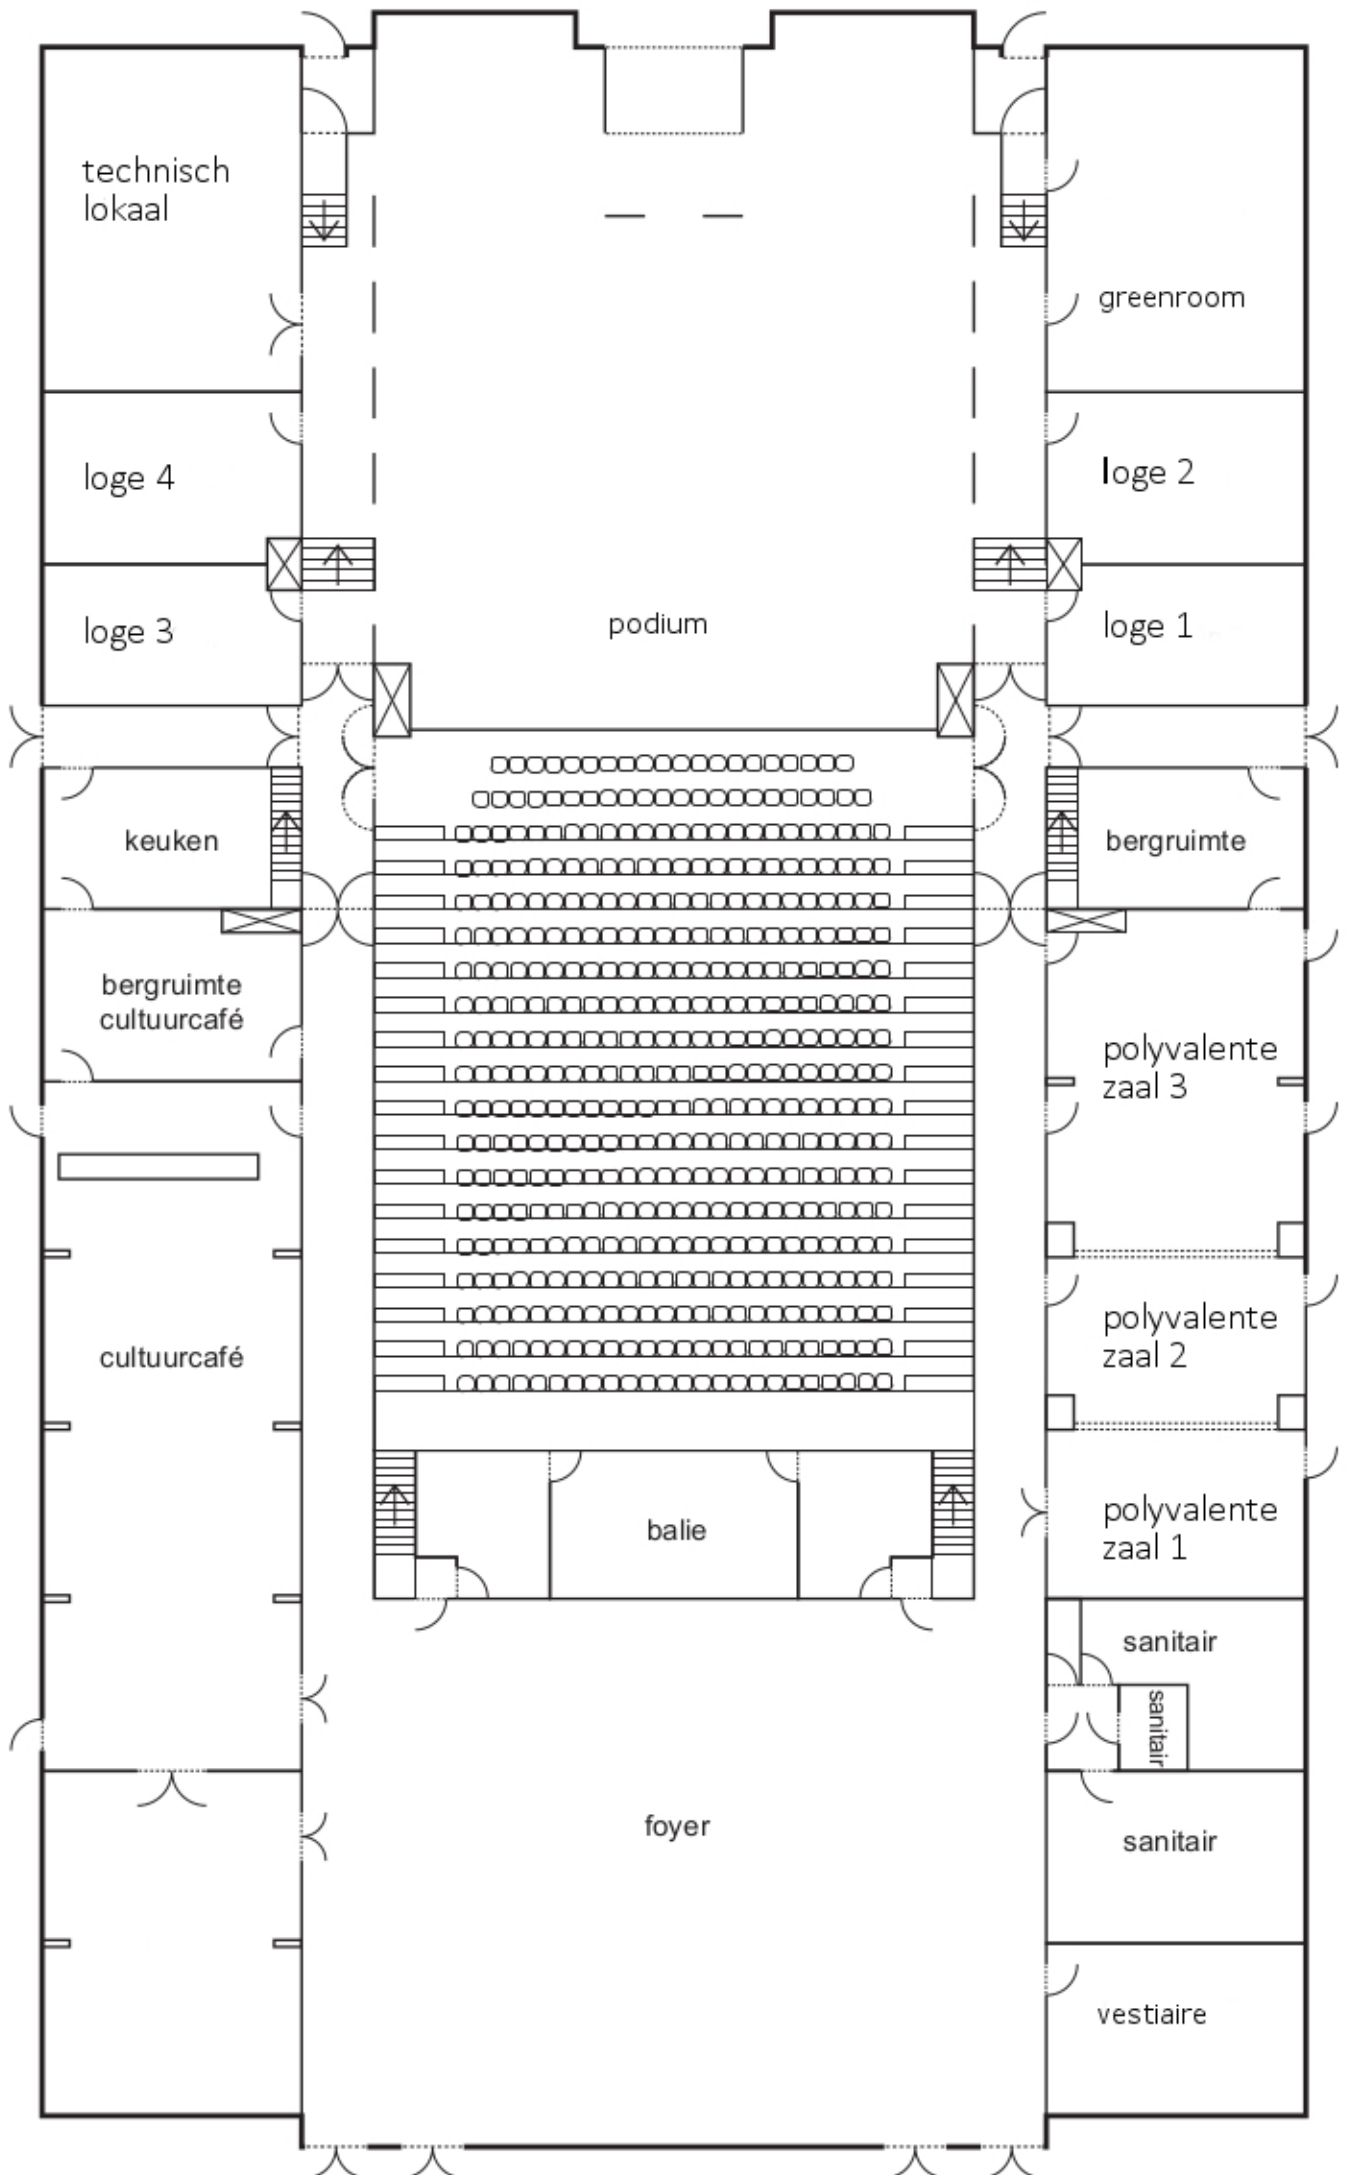 technisch
lokaal
greenroom
loge 4
loge 2
loge 3
podium
loge 1
keuken
bergruimte
bergruimte
cultuurcafé
polyvalente
zaal 3
cultuurcafé
polyvalente
zaal 2
balie
polyvalente
zaal 1
sanitair
sanitair
foyer
sanitair
vestiaire